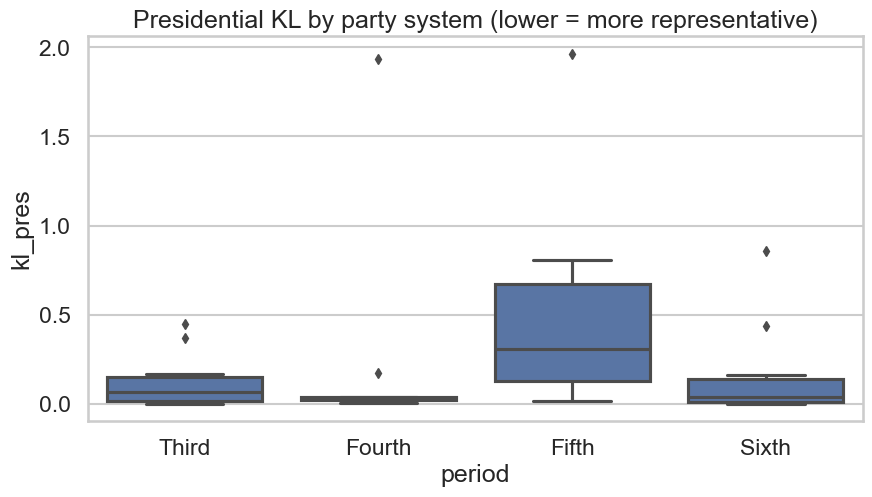 Presidential KL by party system (lower = more representative)
2.0
1.5
1.0
0.5
0.0
kl_pres
Third Fourth Fifth Sixth
period